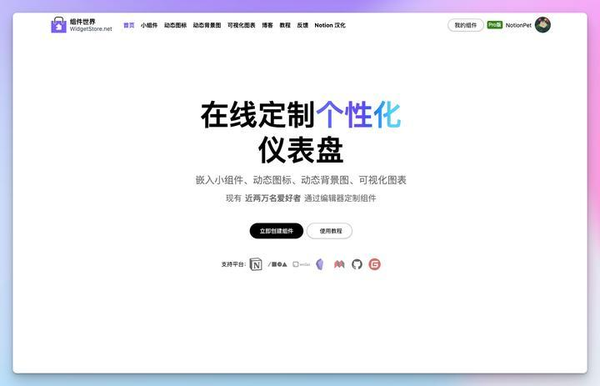 组件世界
WidgetStore.net
首页 小组件 动态图标 动态背景图 可视化图表 博客 教程 反馈 Notion 汉化
我的组件 Pro版 NotionPet
在线定制个性化
仪表盘
嵌入小组件、动态图标、动态背景图、可视化图表
现有 近两万名爱好者 通过编辑器定制组件
立即创建组件 使用教程
支持平台: